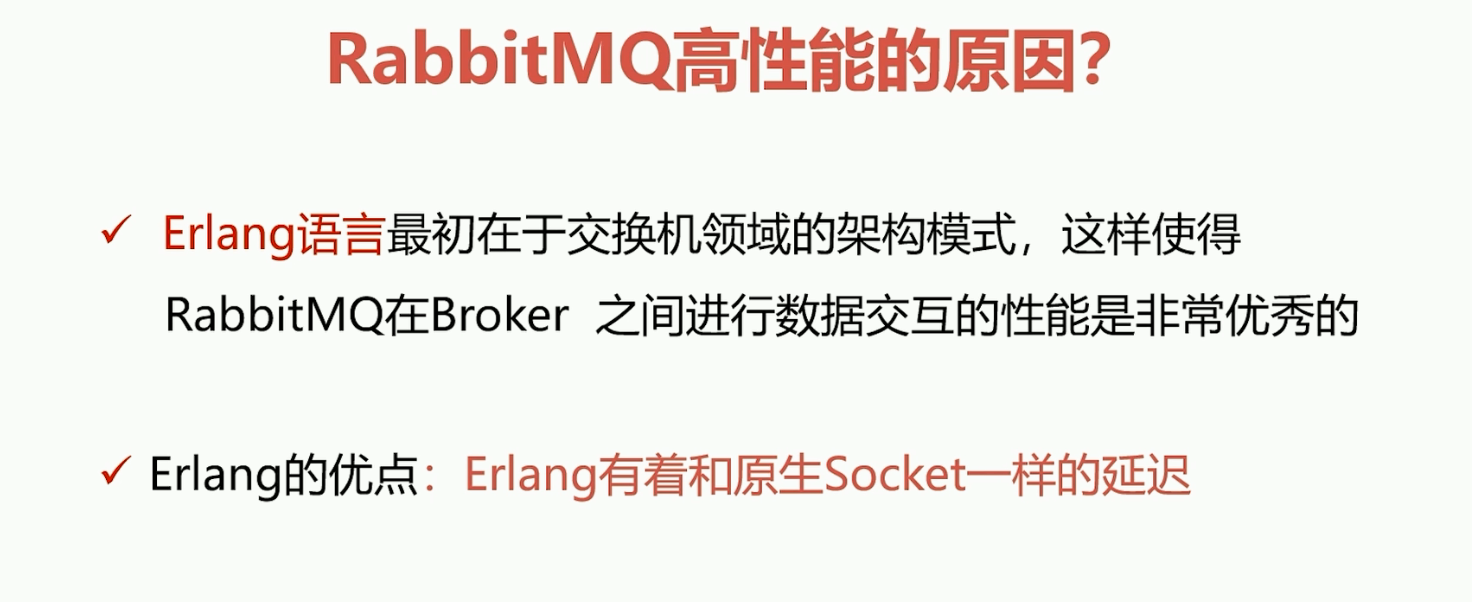 RabbitMQ高性能的原因?
✓ Erlang语言最初在于交换机领域的架构模式，这样使得
RabbitMQ在Broker 之间进行数据交互的性能是非常优秀的
✓ Erlang的优点：Erlang有着和原生Socket一样的延迟